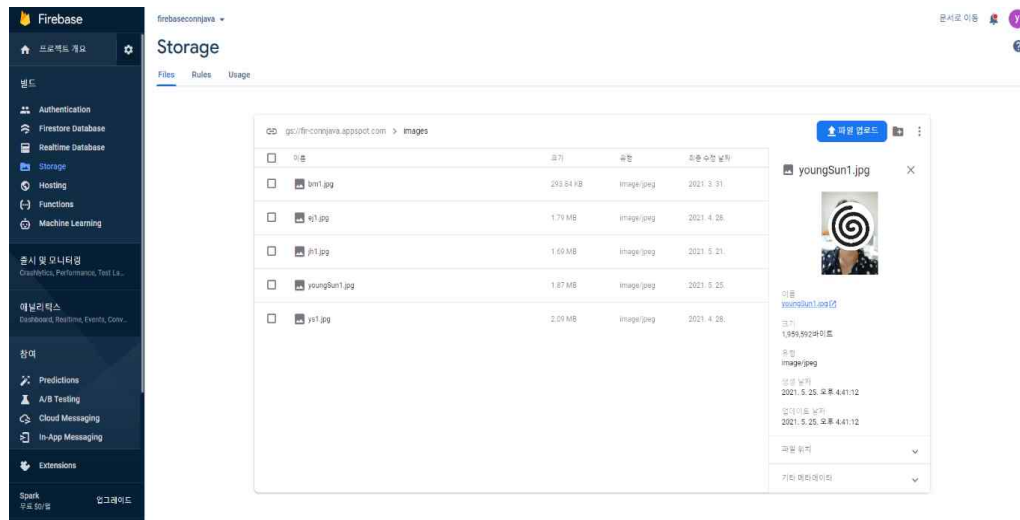 Firebase
프로젝트 개요
빌드
Authentication
Firestore Database
Realtime Database
Storage
Hosting
Functions
Machine Learning
출시 및 모니터링
Crashlytics, Performance, Test La...
애널리틱스
Dashboard, Realtime, Events, Conv...
참여
Predictions
A/B Testing
Cloud Messaging
In-App Messaging
Extensions
Spark
무료 $0/월
업그레이드
firebaseconnjava
문서로 이동
y
Storage
Files Rules Usage
gs://fir-connjava.appspot.com > images
파일 업로드
이름 크기 유형 최종 수정 날짜
bm1.jpg 293.64 KB image/jpeg 2021. 3. 31.
ej1.jpg 1.79 MB image/jpeg 2021. 4. 28.
jh1.jpg 1.69 MB image/jpeg 2021. 5. 21.
youngSun1.jpg 1.87 MB image/jpeg 2021. 5. 25.
ys1.jpg 2.09 MB image/jpeg 2021. 4. 28.
youngSun1.jpg
이름
youngSun1.jpg
크기
1,959,592바이트
유형
image/jpeg
생성 날짜
2021. 5. 25. 오후 4:41:12
업데이트 날짜
2021. 5. 25. 오후 4:41:12
파일 위치
기타 메타데이터